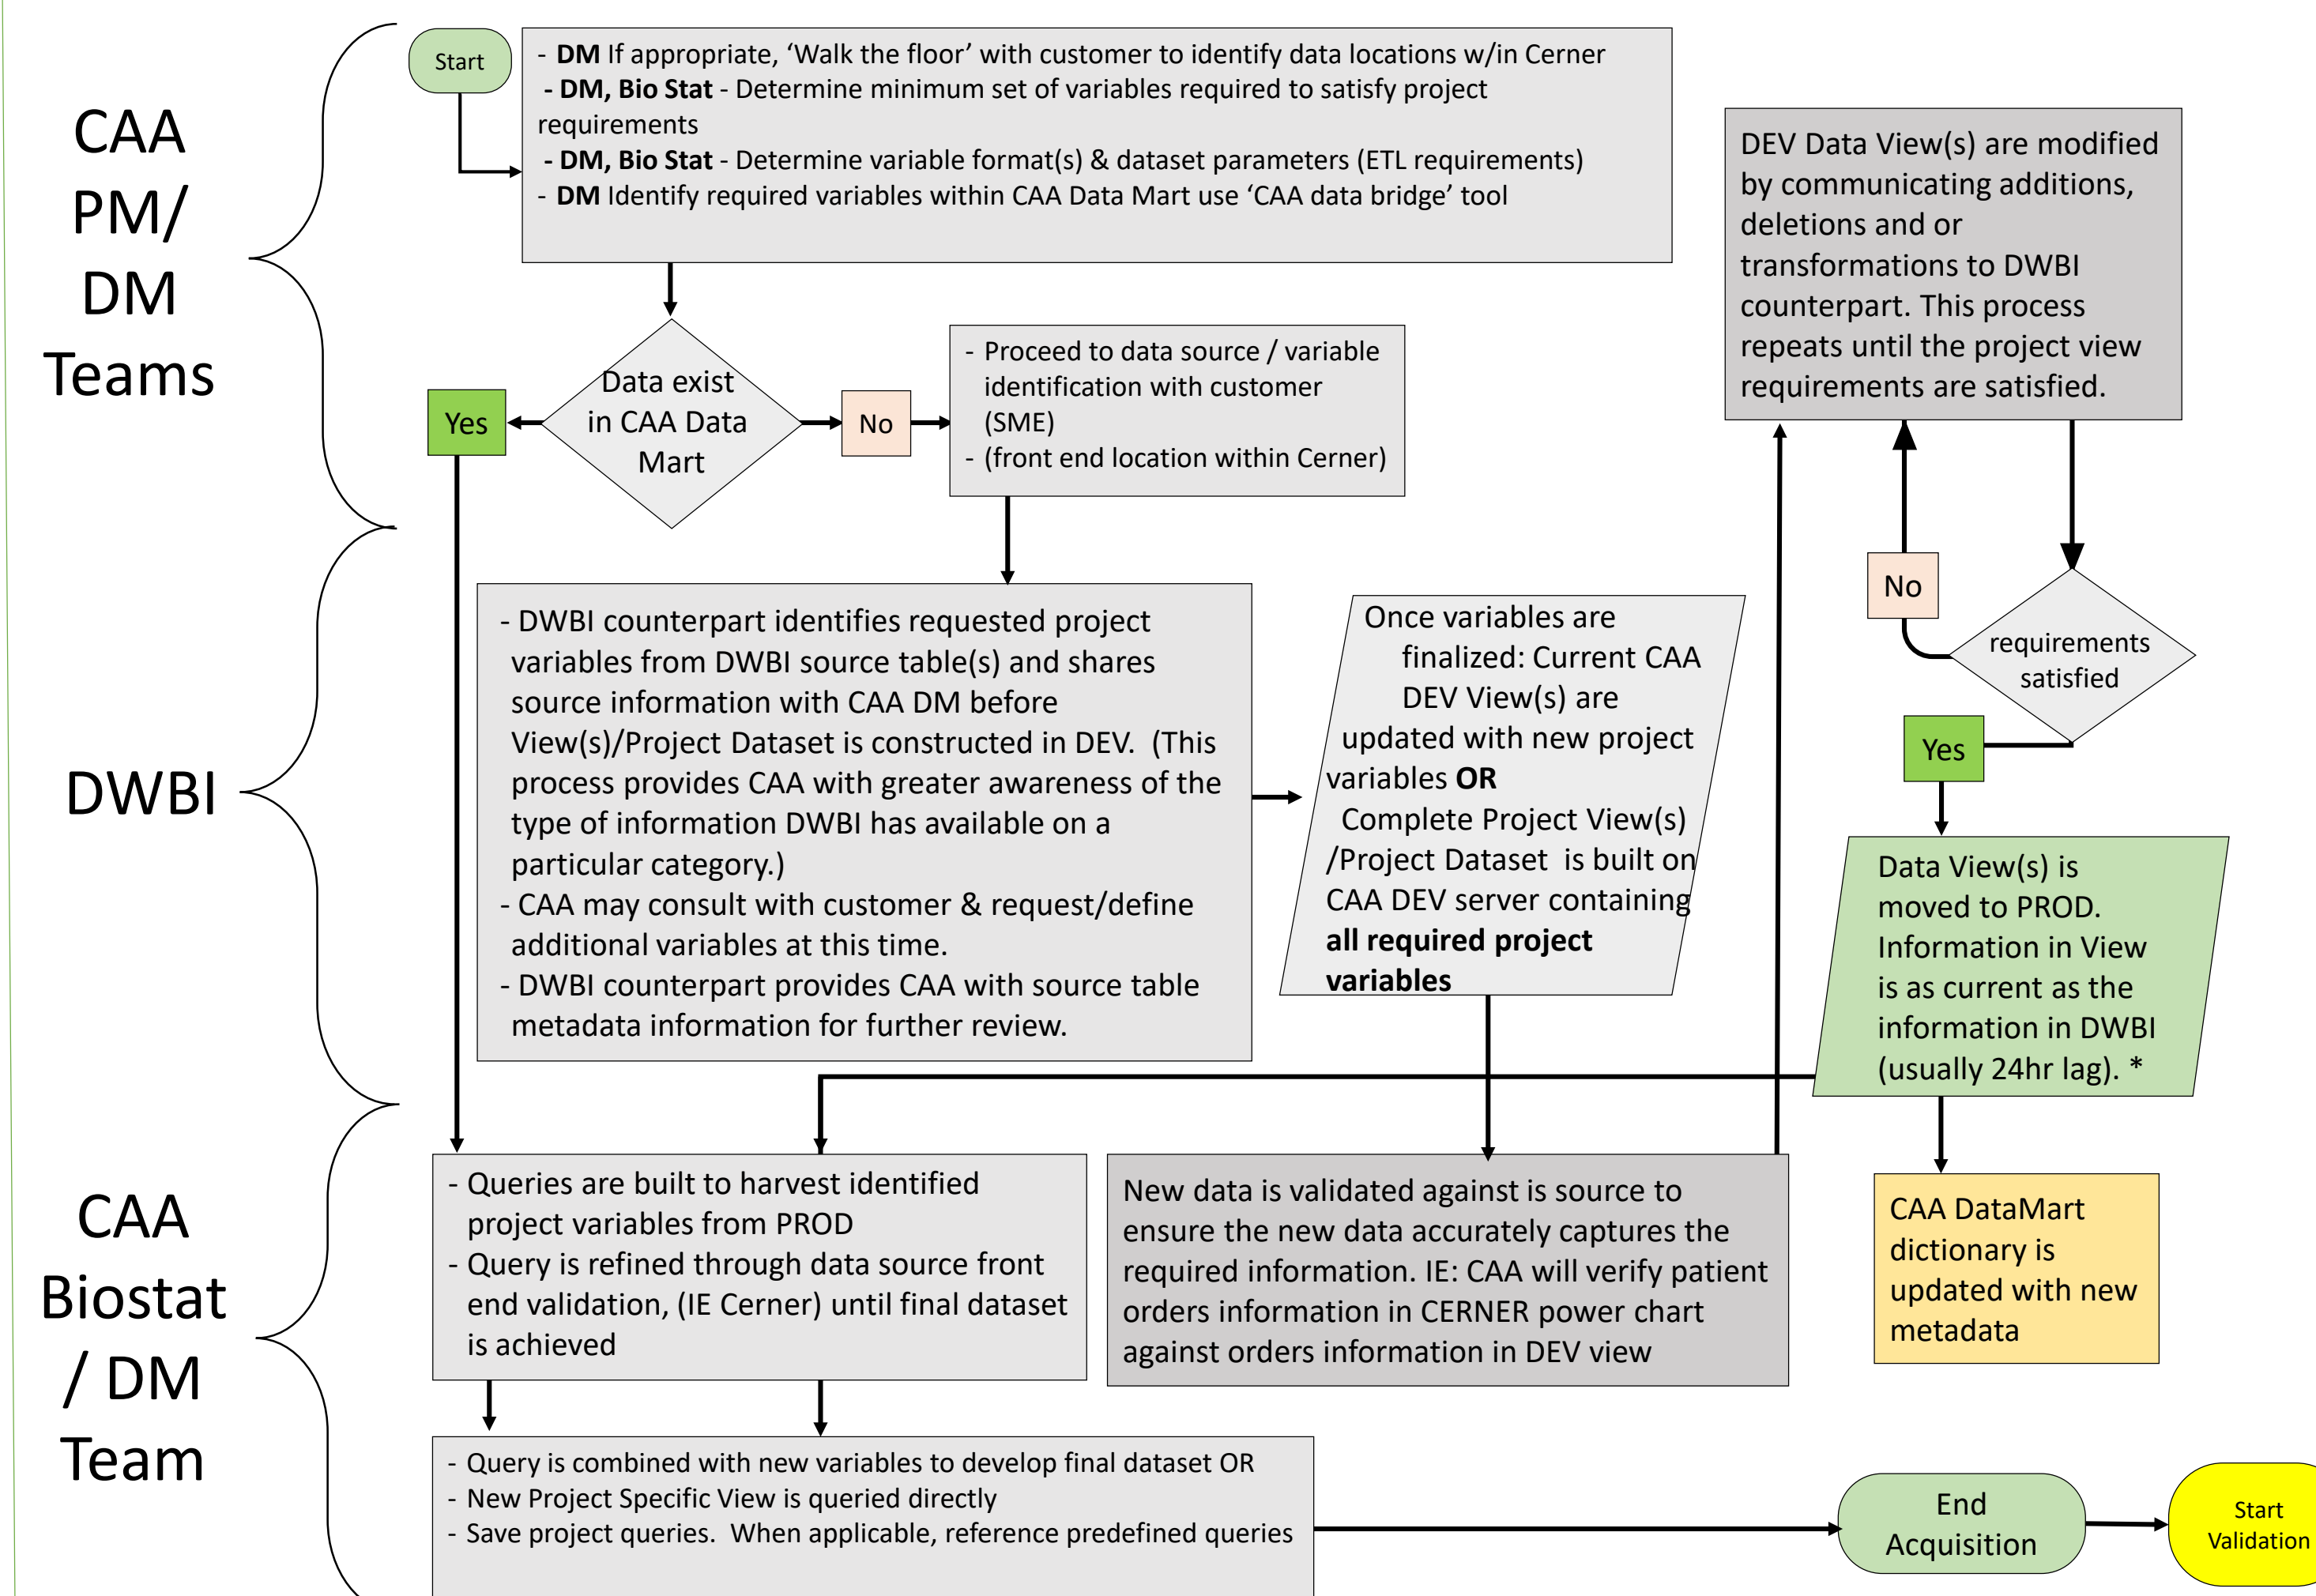 CAA
PM/
DM
Teams
Start
- DM If appropriate, ‘Walk the floor’ with customer to identify data locations w/in Cerner
- DM, Bio Stat - Determine minimum set of variables required to satisfy project
requirements
- DM, Bio Stat - Determine variable format(s) & dataset parameters (ETL requirements)
- DM Identify required variables within CAA Data Mart use ‘CAA data bridge’ tool
DEV Data View(s) are modified
by communicating additions,
deletions and or
transformations to DWBI
counterpart. This process
repeats until the project view
requirements are satisfied.
Yes
Data exist
in CAA Data
Mart
No
- Proceed to data source / variable
identification with customer
(SME)
- (front end location within Cerner)
No
requirements
satisfied
Yes
DWBI
- DWBI counterpart identifies requested project
variables from DWBI source table(s) and shares
source information with CAA DM before
View(s)/Project Dataset is constructed in DEV.  (This
process provides CAA with greater awareness of the
type of information DWBI has available on a
particular category.)
- CAA may consult with customer & request/define
additional variables at this time.
- DWBI counterpart provides CAA with source table
metadata information for further review.
Once variables are
finalized: Current CAA
DEV View(s) are
updated with new project
variables OR
Complete Project View(s)
/Project Dataset  is built on
CAA DEV server containing
all required project
variables
Data View(s) is
moved to PROD.
Information in View
is as current as the
information in DWBI
(usually 24hr lag). *
CAA
Biostat
/ DM
Team
- Queries are built to harvest identified
project variables from PROD
- Query is refined through data source front
end validation, (IE Cerner) until final dataset
is achieved
New data is validated against is source to
ensure the new data accurately captures the
required information. IE: CAA will verify patient
orders information in CERNER power chart
against orders information in DEV view
CAA DataMart
dictionary is
updated with new
metadata
- Query is combined with new variables to develop final dataset OR
- New Project Specific View is queried directly
- Save project queries.  When applicable, reference predefined queries
End
Acquisition
Start
Validation